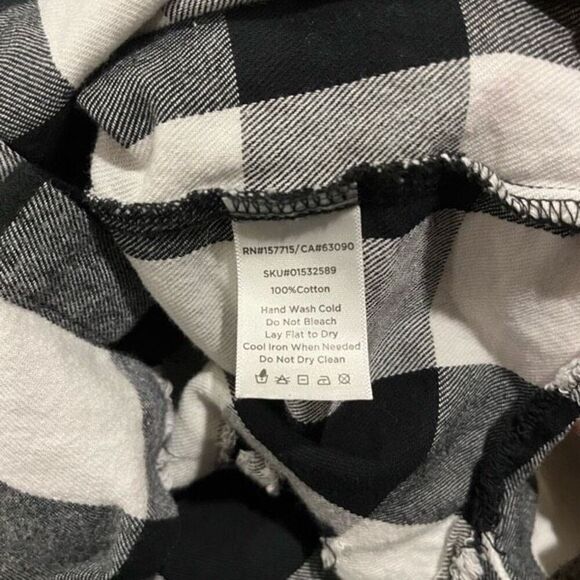 RN#157715/CA#63090
SKU#01532589
100%Cotton
Hand Wash Cold
Do Not Bleach
Lay Flat to Dry
Cool Iron When Needed
Do Not Dry Clean